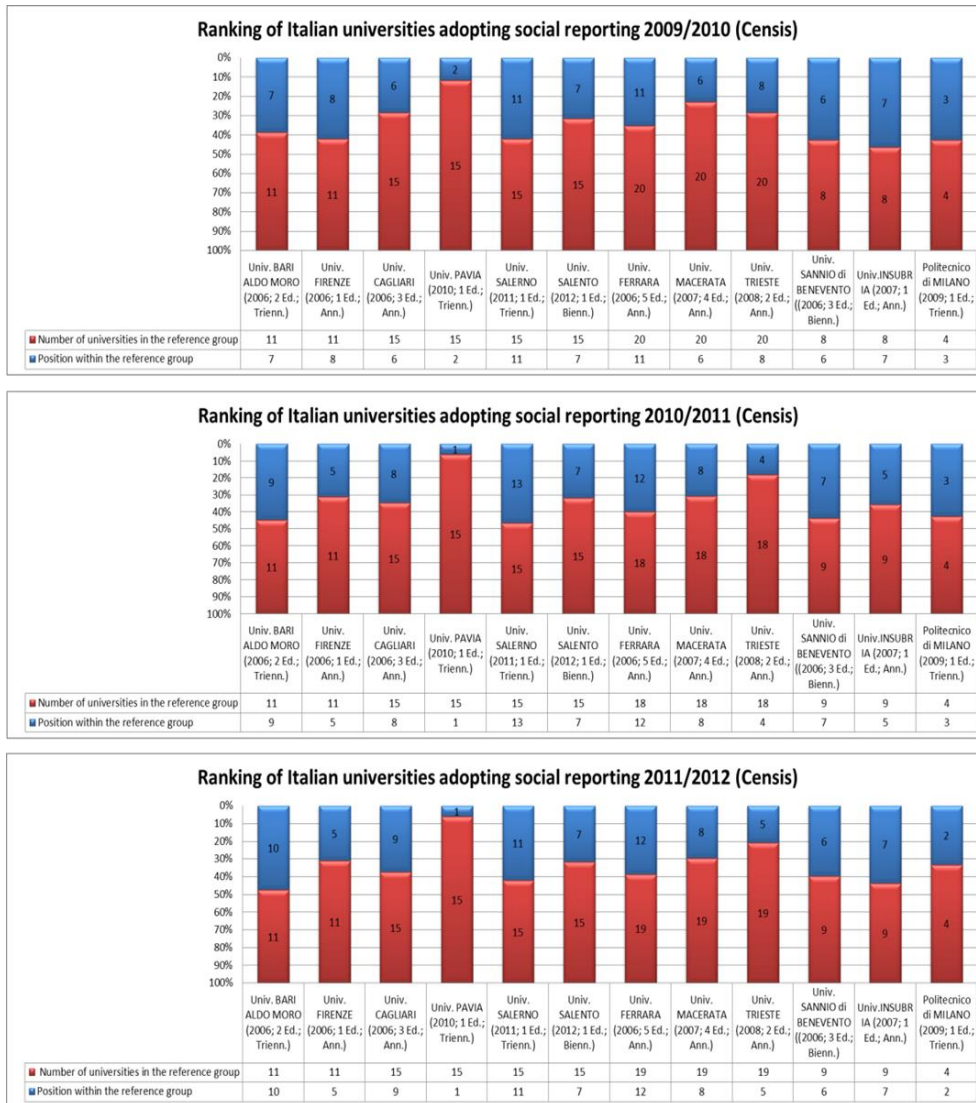 Ranking of Italian universities adopting social reporting 2009/2010 (Census)
0%
10%
20%
30%
40%
50%
60%
70%
80%
90%
100%
7 8 6 2 11 7 11 6 8 6 7 3
11 11 15 15 15 15 20 20 20 8 8 4
Univ. BARI ALDO MORO (2006; 2 Ed.; Trienn.)
Univ. FIRENZE (2006; 1 Ed.; Ann.)
Univ. CAGLIARI (2006; 3 Ed.; Ann.)
Univ. PAVIA (2010; 1 Ed.; Trienn.)
Univ. SALERNO (2011; 1 Ed.; Trienn.)
Univ. SALENTO (2012; 1 Ed.; Bienn.)
Univ. FERRARA (2006; 5 Ed.; Ann.)
Univ. MACERATA (2007; 4 Ed.; Ann.)
Univ. TRIESTE (2008; 2 Ed.; Ann.)
Univ. SANNIO di BENEVENTO ((2006; 3 Ed.; Bienn.)
Univ.INSUBRIA (2007; 1 Ed.; Ann.)
Politecnico di MILANO (2009; 1 Ed.; Trienn.)
Number of universities in the reference group 11 11 15 15 15 15 20 20 20 8 8 4
Position within the reference group 7 8 6 2 11 7 11 6 8 6 7 3
Ranking of Italian universities adopting social reporting 2010/2011 (Censis)
0%
10%
20%
30%
40%
50%
60%
70%
80%
90%
100%
9 5 8 1 13 7 12 8 4 7 5 3
11 11 15 15 15 15 18 18 18 9 9 4
Univ. BARI ALDO MORO (2006; 2 Ed.; Trienn.)
Univ. FIRENZE (2006; 1 Ed.; Ann.)
Univ. CAGLIARI (2006; 3 Ed.; Ann.)
Univ. PAVIA (2010; 1 Ed.; Trienn.)
Univ. SALERNO (2011; 1 Ed.; Trienn.)
Univ. SALENTO (2012; 1 Ed.; Bienn.)
Univ. FERRARA (2006; 5 Ed.; Ann.)
Univ. MACERATA (2007; 4 Ed.; Ann.)
Univ. TRIESTE (2008; 2 Ed.; Ann.)
Univ. SANNIO di BENEVENTO ((2006; 3 Ed.; Bienn.)
Univ.INSUBRIA (2007; 1 Ed.; Ann.)
Politecnico di MILANO (2009; 1 Ed.; Trienn.)
Number of universities in the reference group 11 11 15 15 15 15 18 18 18 9 9 4
Position within the reference group 9 5 8 1 13 7 12 8 4 7 5 3
Ranking of Italian universities adopting social reporting 2011/2012 (Censis)
0%
10%
20%
30%
40%
50%
60%
70%
80%
90%
100%
10 5 9 1 11 7 12 8 5 6 7 2
11 11 15 15 15 15 19 19 19 9 9 4
Univ. BARI ALDO MORO (2006; 2 Ed.; Trienn.)
Univ. FIRENZE (2006; 1 Ed.; Ann.)
Univ. CAGLIARI (2006; 3 Ed.; Ann.)
Univ. PAVIA (2010; 1 Ed.; Trienn.)
Univ. SALERNO (2011; 1 Ed.; Trienn.)
Univ. SALENTO (2012; 1 Ed.; Bienn.)
Univ. FERRARA (2006; 5 Ed.; Ann.)
Univ. MACERATA (2007; 4 Ed.; Ann.)
Univ. TRIESTE (2008; 2 Ed.; Ann.)
Univ. SANNIO di BENEVENTO ((2006; 3 Ed.; Bienn.)
Univ.INSUBRIA (2007; 1 Ed.; Ann.)
Politecnico di MILANO (2009; 1 Ed.; Trienn.)
Number of universities in the reference group 11 11 15 15 15 15 19 19 19 9 9 4
Position within the reference group 10 5 9 1 11 7 12 8 5 6 7 2